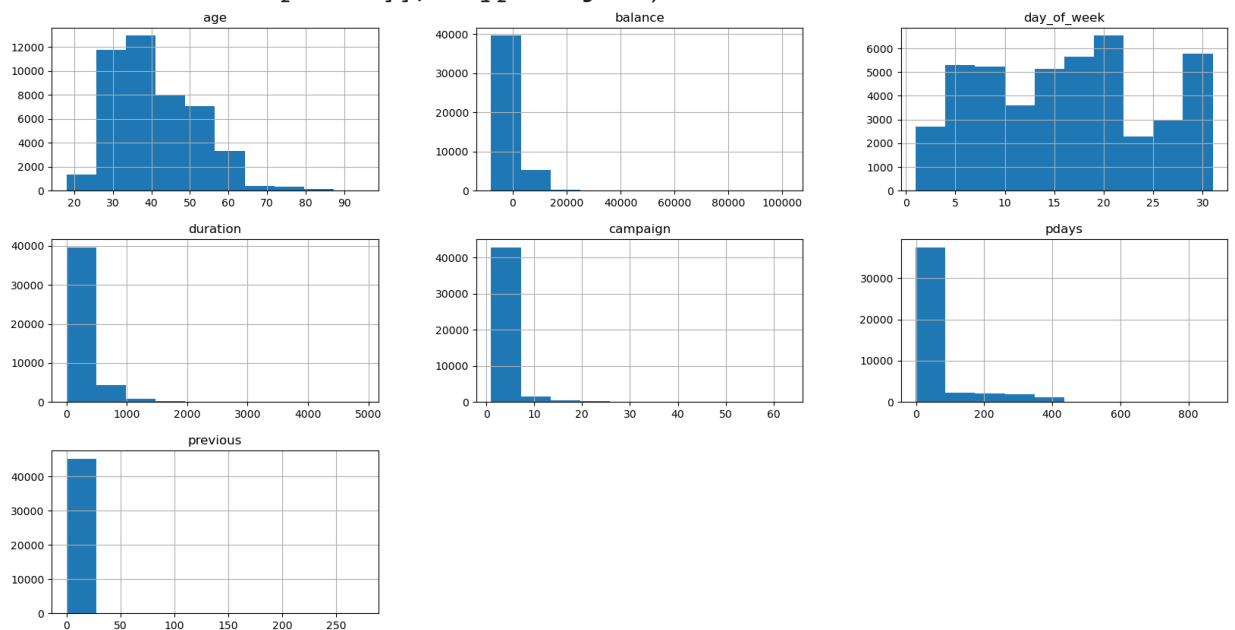 age balance day_of_week
12000 40000 6000
10000 30000 5000
8000 20000 4000
6000 10000 3000
4000 0 2000
2000 1000
0 0
20 30 40 50 60 70 80 90 0 20000 40000 60000 80000 100000 0 5 10 15 20 25 30
duration campaign pdays
40000 40000 30000
30000 30000 20000
20000 20000 10000
10000 10000 0
0 0
0 1000 2000 3000 4000 5000 0 10 20 30 40 50 60 0 200 400 600 800
previous
40000
30000
20000
10000
0
0 50 100 150 200 250